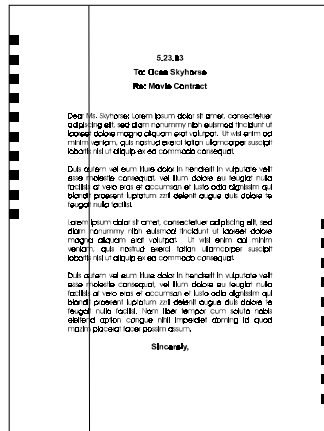 5.23.93
To: Ocea Skyhorse
Re: Movie Contract
Dear Ms. Skyhorse: Lorem ipsum dolor sit amet, consectetuer
adipiscing elit, sed diam nonummy nibh euismod tincidunt ut
laoreet dolore magna aliquam erat volutpat. Ut wisi enim ad
minim veniam, quis nostrud exerci tation ullamcorper suscipit
lobortis nisl ut aliquip ex ea commodo consequat.
Duis autem vel eum iriure dolor in hendrerit in vulputate velit
esse molestie consequat, vel illum dolore eu feugiat nulla
facilisis at vero eros et accumsan et iusto odio dignissim qui
blandit praesent luptatum zzril delenit augue duis dolore te
feugait nulla facilisi.
Lorem ipsum dolor sit amet, consectetuer adipiscing elit, sed
diam nonummy nibh euismod tincidunt ut laoreet dolore
magna aliquam erat volutpat. Ut wisi enim ad minim
veniam, quis nostrud exerci tation ullamcorper suscipit
lobortis nisl ut aliquip ex ea commodo consequat.
Duis autem vel eum iriure dolor in hendrerit in vulputate velit
esse molestie consequat, vel illum dolore eu feugiat nulla
facilisis at vero eros et accumsan et iusto odio dignissim qui
blandit praesent luptatum zzril delenit augue duis dolore te
feugait nulla facilisi. Nam liber tempor cum soluta nobis
eleifend option congue nihil imperdiet doming id quod
mazim placerat facer possim assum.
Sincerely,